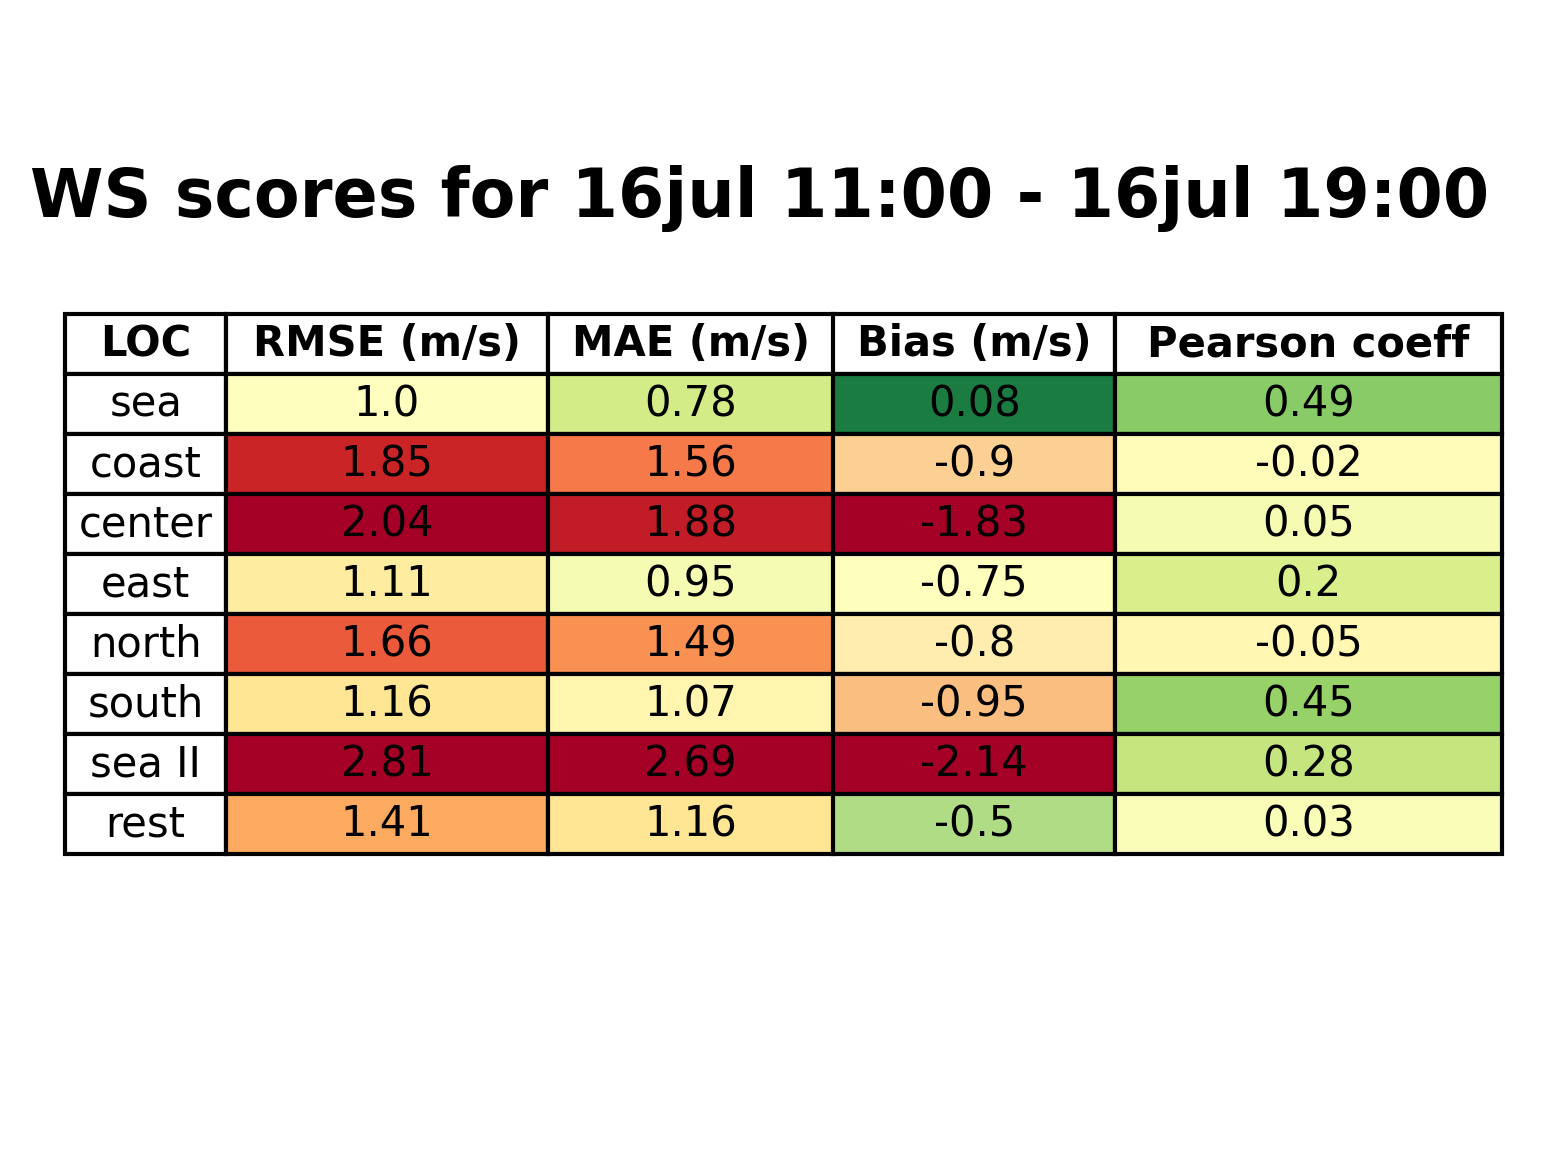 WS scores for 16jul 11:00 - 16jul 19:00
LOC RMSE (m/s) MAE (m/s) Bias (m/s) Pearson coeff
sea 1.0 0.78 0.08 0.49
coast 1.85 1.56 -0.9 -0.02
center 2.04 1.88 -1.83 0.05
east 1.11 0.95 -0.75 0.2
north 1.66 1.49 -0.8 -0.05
south 1.16 1.07 -0.95 0.45
sea II 2.81 2.69 -2.14 0.28
rest 1.41 1.16 -0.5 0.03